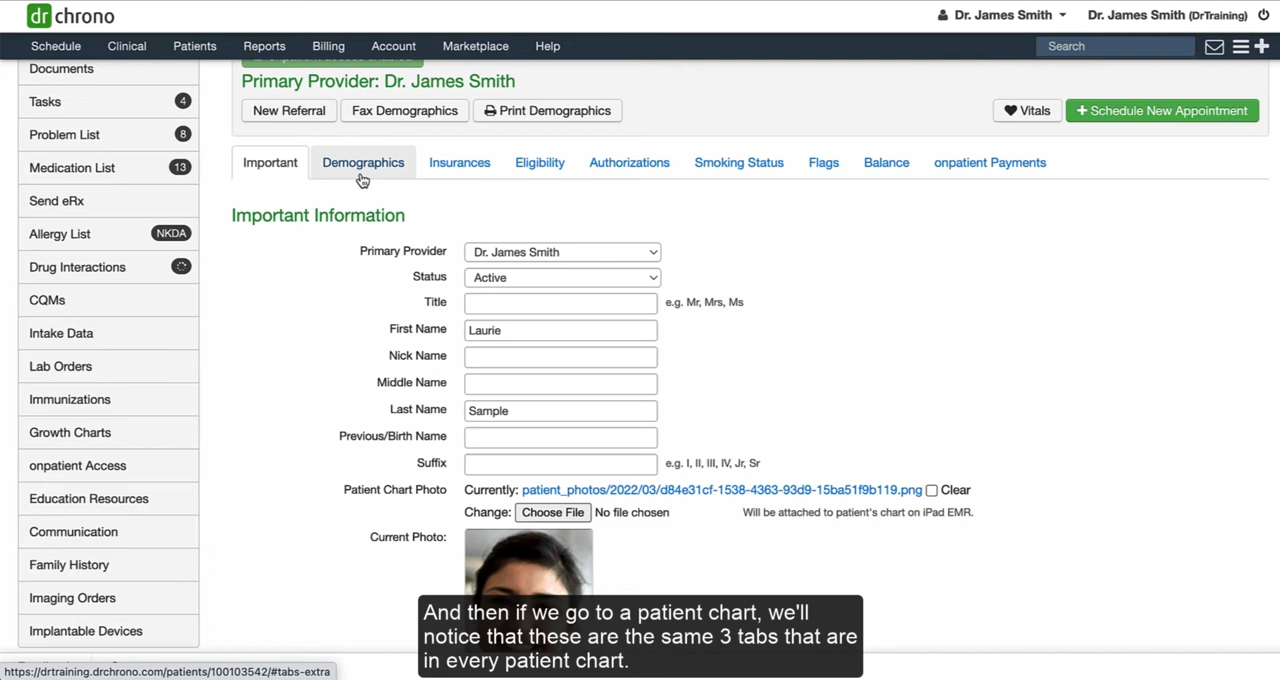 dr chrono
Dr. James Smith
Dr. James Smith (DrTraining)
Schedule Clinical Patients Reports Billing Account Marketplace Help
Search
Documents
Tasks 4
Problem List 8
Medication List 13
Send eRx
Allergy List NKDA
Drug Interactions
CQMs
Intake Data
Lab Orders
Immunizations
Growth Charts
onpatient Access
Education Resources
Communication
Family History
Imaging Orders
Implantable Devices
Primary Provider: Dr. James Smith
New Referral Fax Demographics Print Demographics
Vitals + Schedule New Appointment
Important Demographics Insurances Eligibility Authorizations Smoking Status Flags Balance onpatient Payments
Important Information
Primary Provider Dr. James Smith
Status Active
Title e.g. Mr, Mrs, Ms
First Name Laurie
Nick Name
Middle Name
Last Name Sample
Previous/Birth Name
Suffix e.g. I, II, III, IV, Jr, Sr
Patient Chart Photo Currently: patient_photos/2022/03/d84e31cf-1538-4363-93d9-15ba51f9b119.png Clear
Change: Choose File No file chosen Will be attached to patient's chart on iPad EMR.
Current Photo:
And then if we go to a patient chart, we'll
notice that these are the same 3 tabs that are
in every patient chart.
https://drtraining.drchrono.com/patients/100103542/#tabs-extra